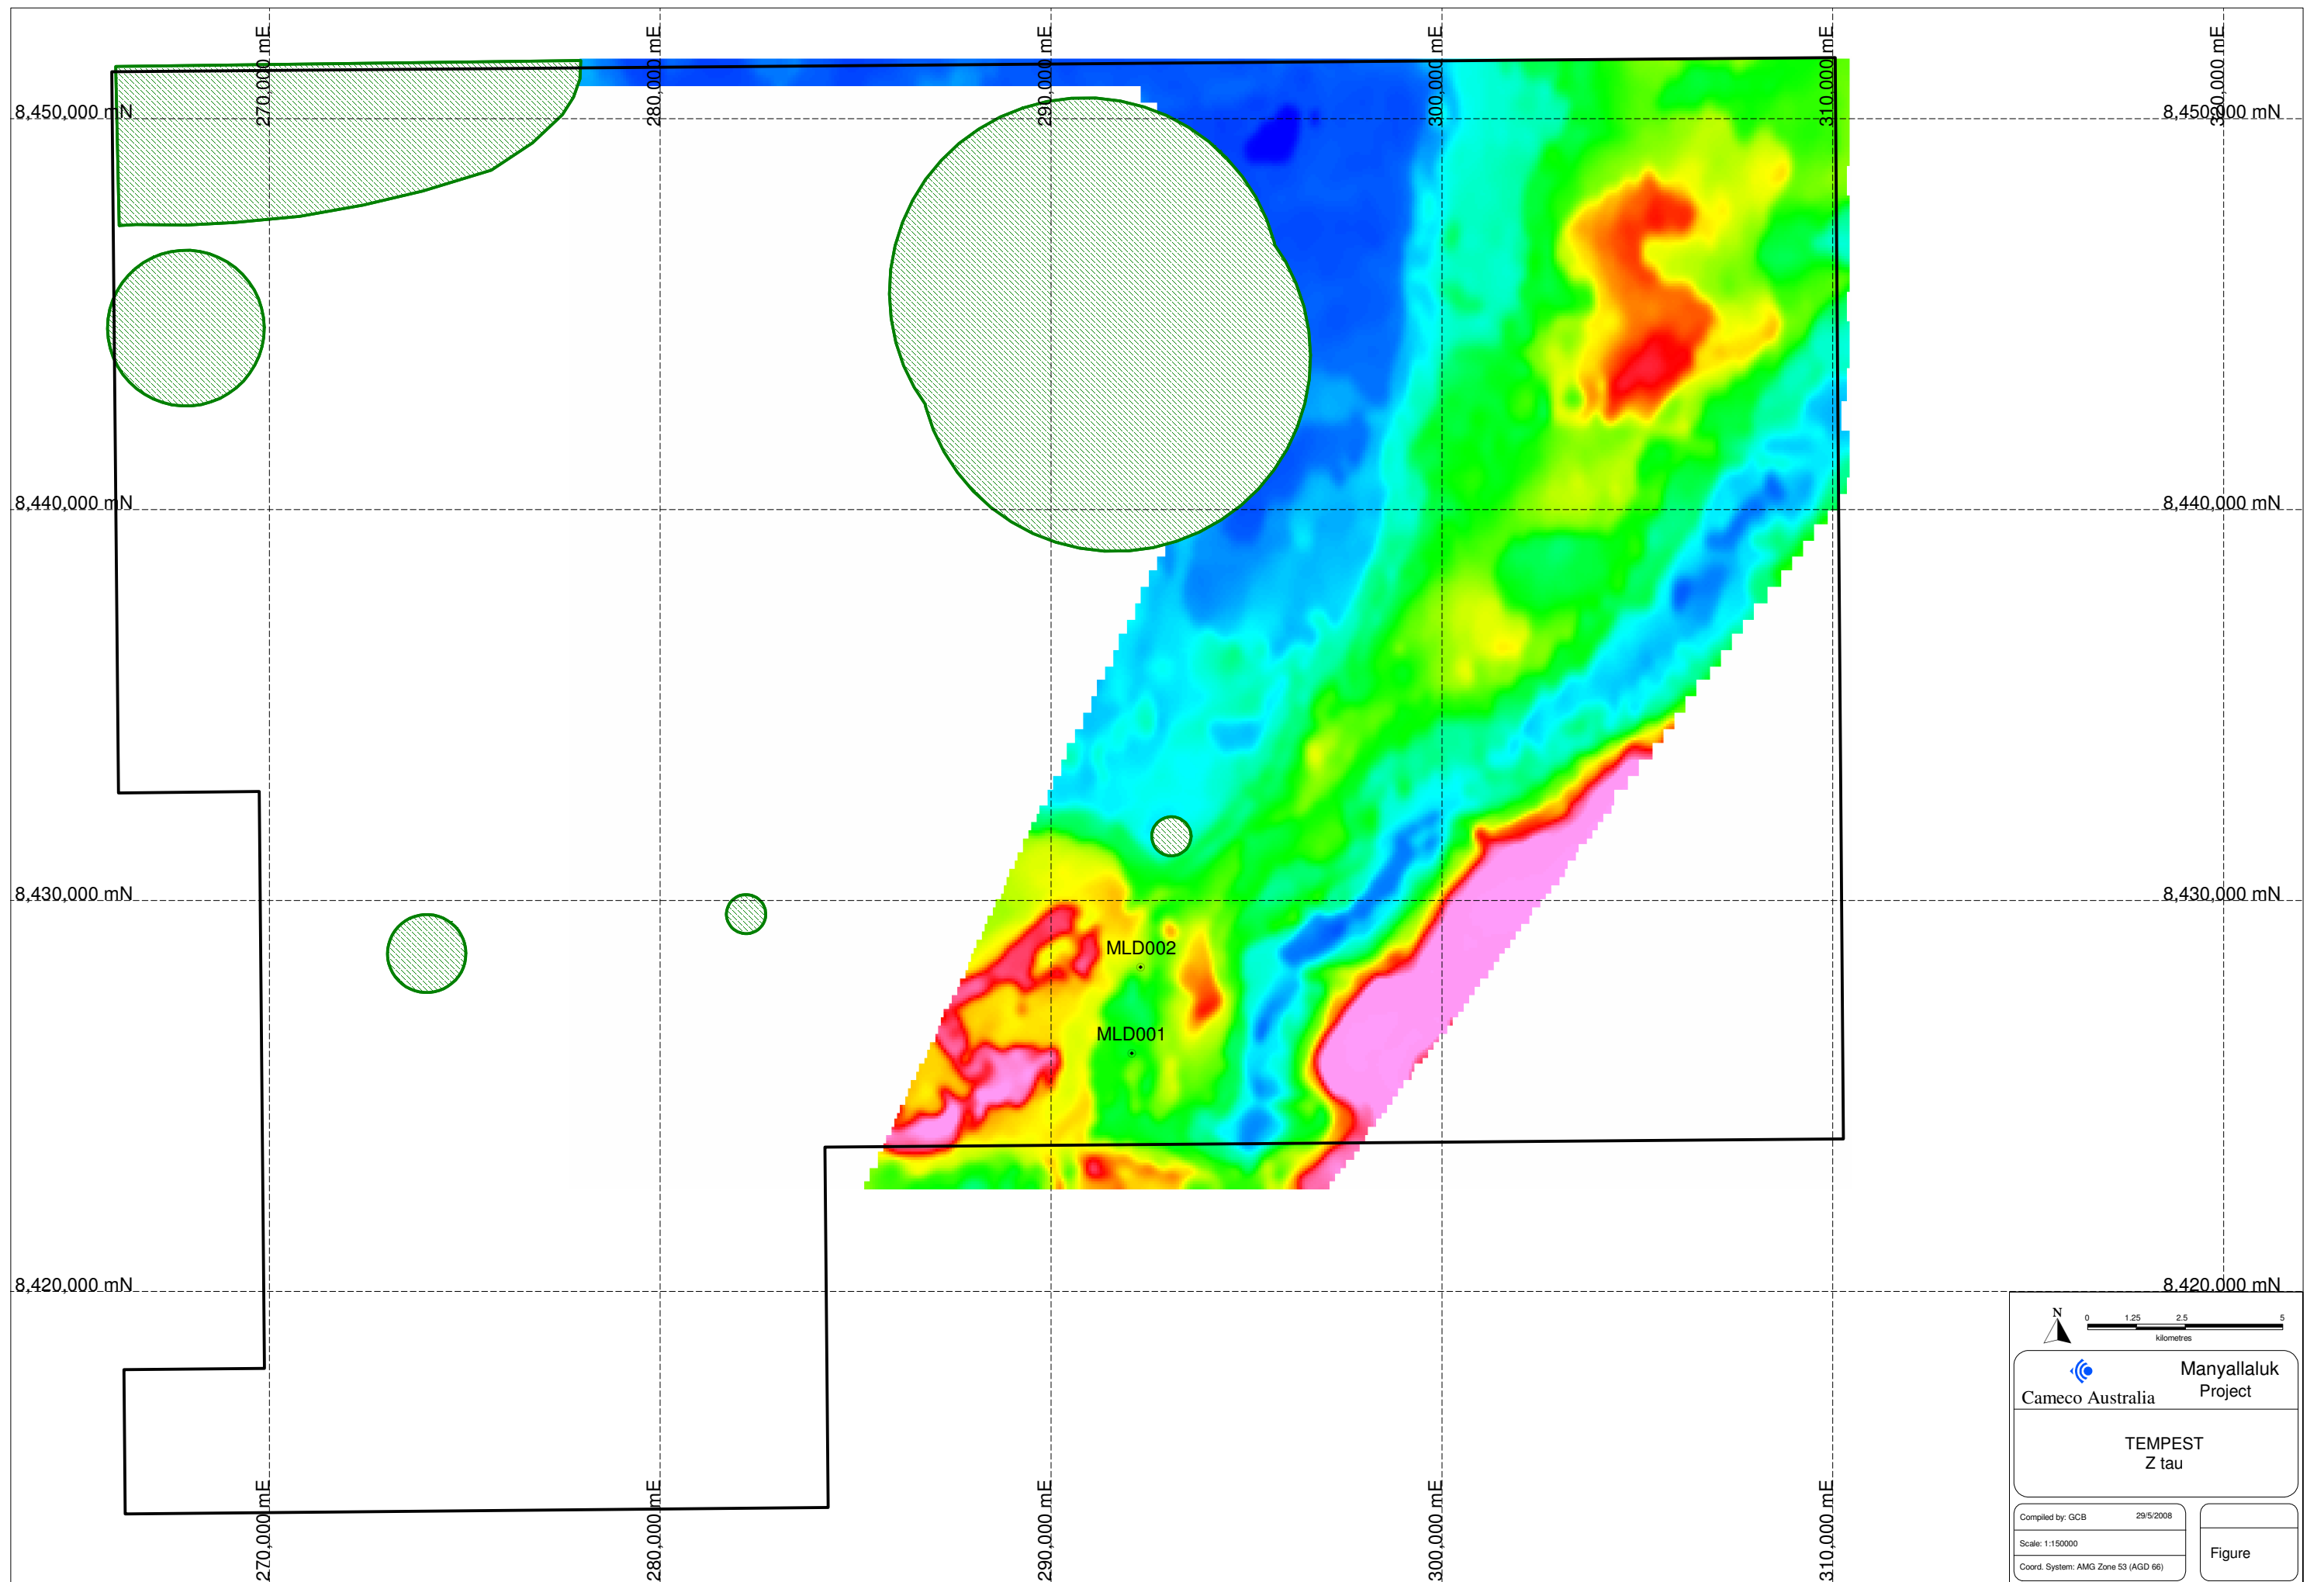 270,000 mE
280,000 mE
290,000 mE
300,000 mE
310,000 mE
320,000 mE
8,450,000 mN
8,450,000 mN
8,440,000 mN
8,440,000 mN
8,430,000 mN
8,430,000 mN
MLD002
MLD001
8,420,000 mN
8,420,000 mN
N
0 1.25 2.5 5
kilometres
Cameco Australia
Manyallaluk
Project
TEMPEST
Z tau
Compiled by: GCB 29/5/2008
Scale: 1:150000
Coord. System: AMG Zone 53 (AGD 66)
Figure
270,000 mE
280,000 mE
290,000 mE
300,000 mE
310,000 mE